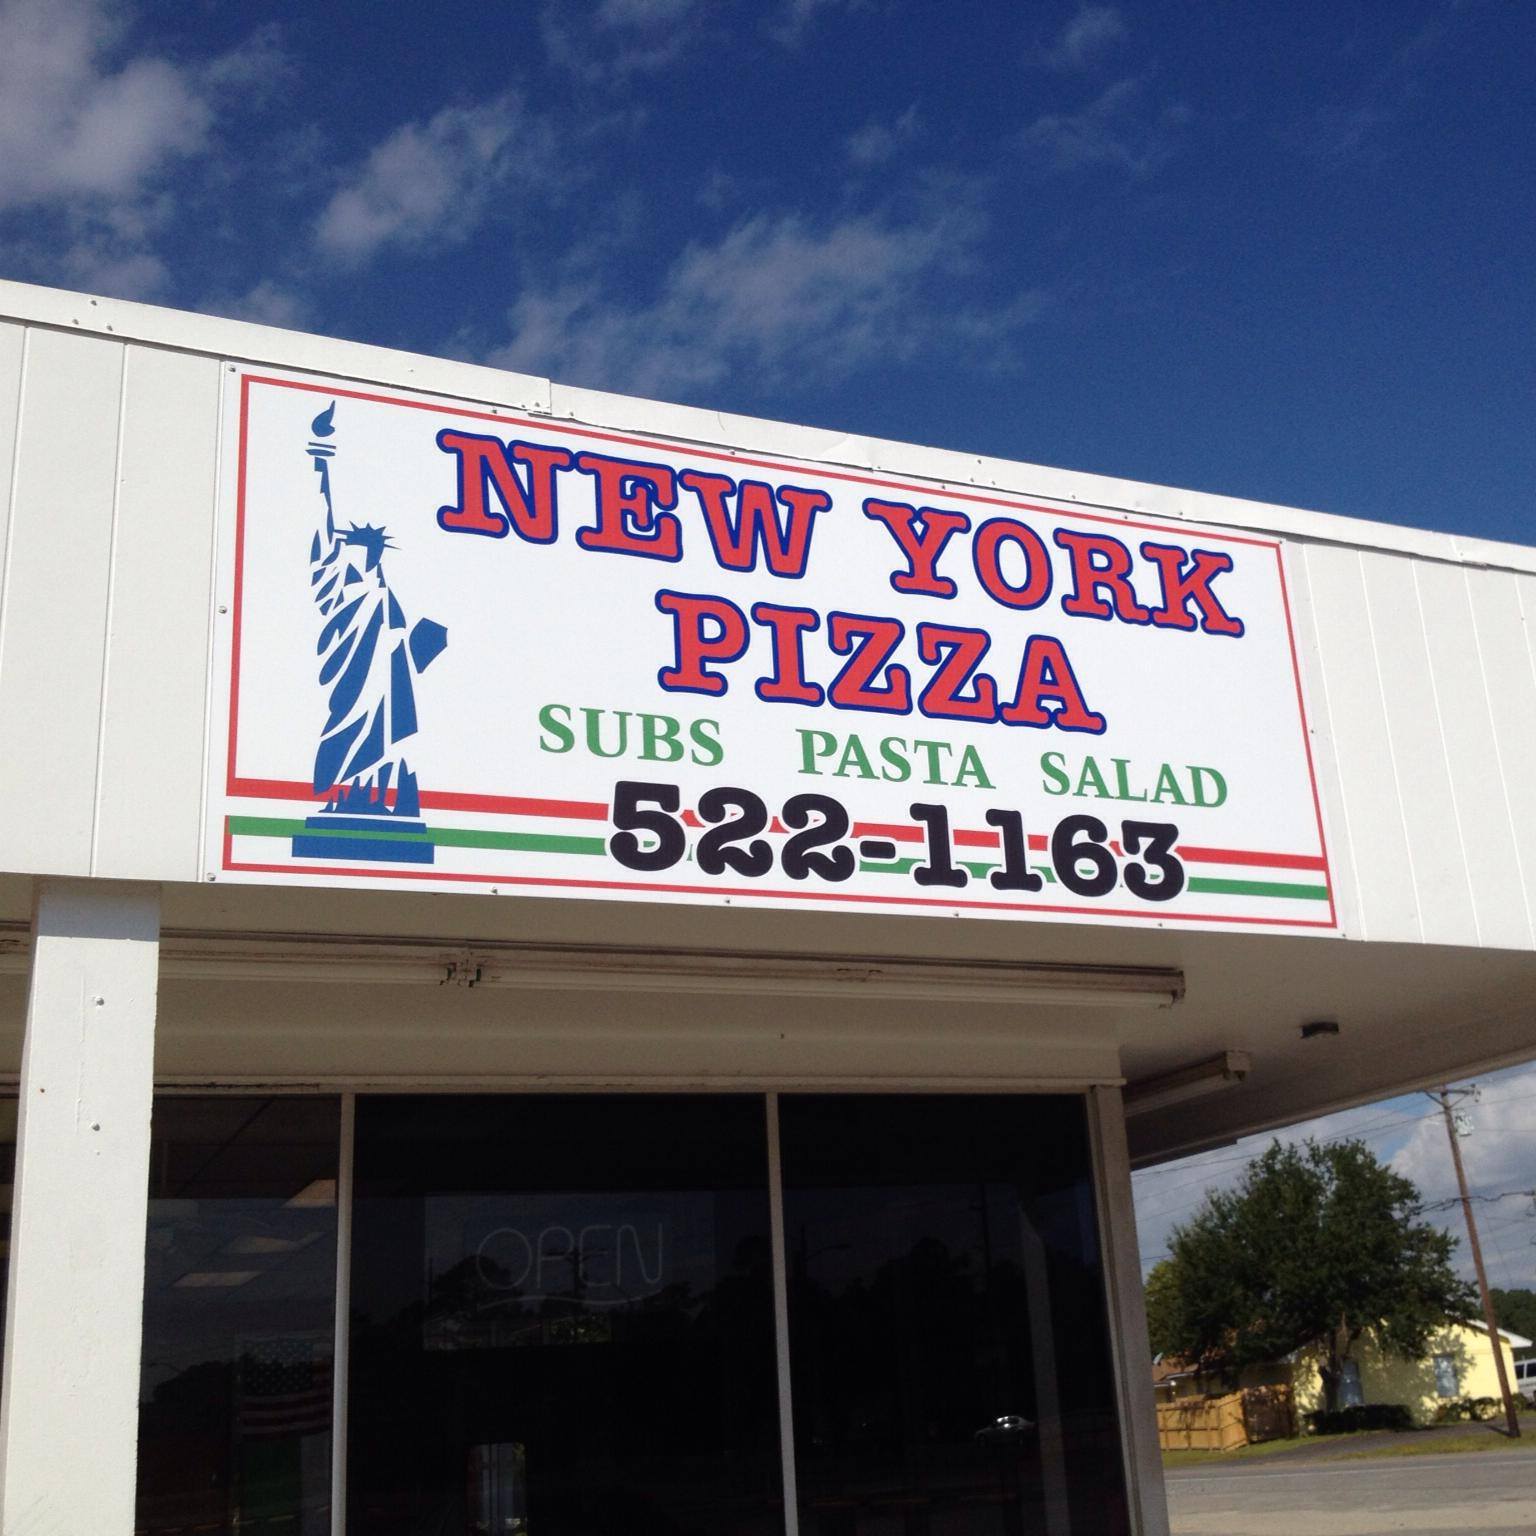 NEW YORK
PIZZA
SUBS PASTA SALAD
522-1163
OPEN